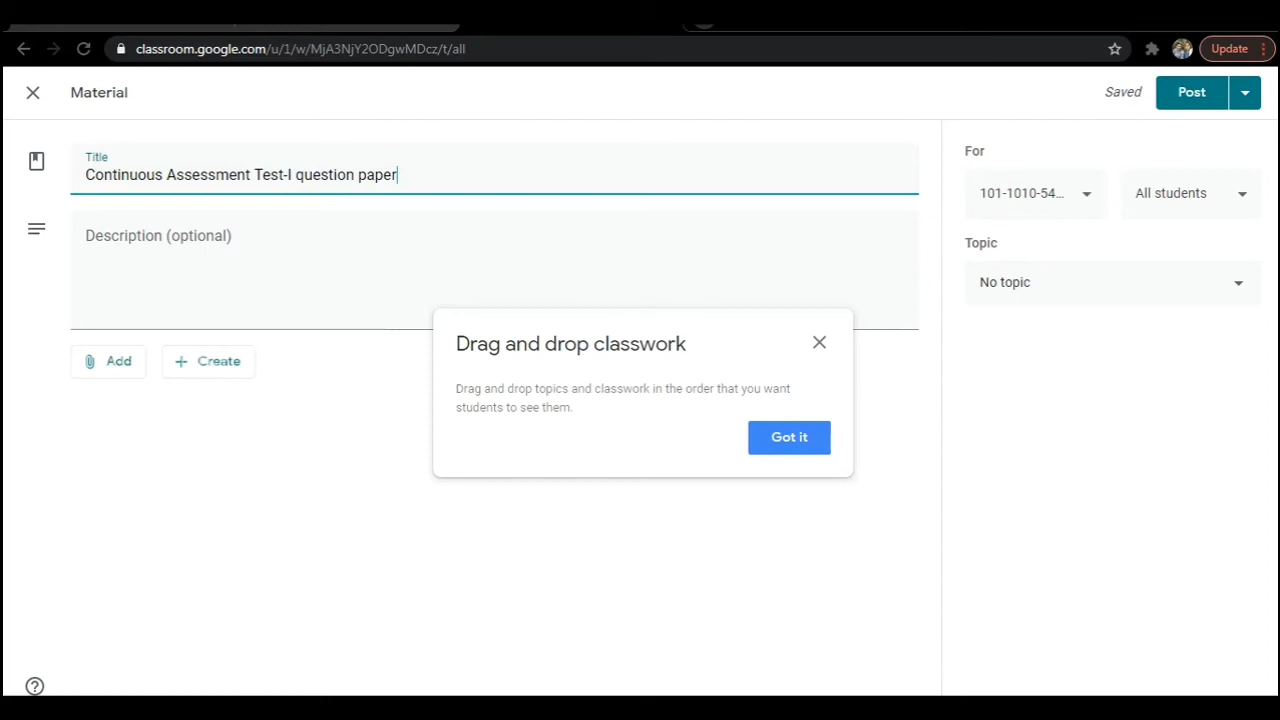 classroom.google.com/u/1/w/MjA3NjY2ODgwMDcz/t/all
Update
Material
Saved
Post
Title
Continuous Assessment Test-I question paper
Description (optional)
Add
Create
For
101-1010-54...
All students
Topic
No topic
Drag and drop classwork
Drag and drop topics and classwork in the order that you want
students to see them.
Got it